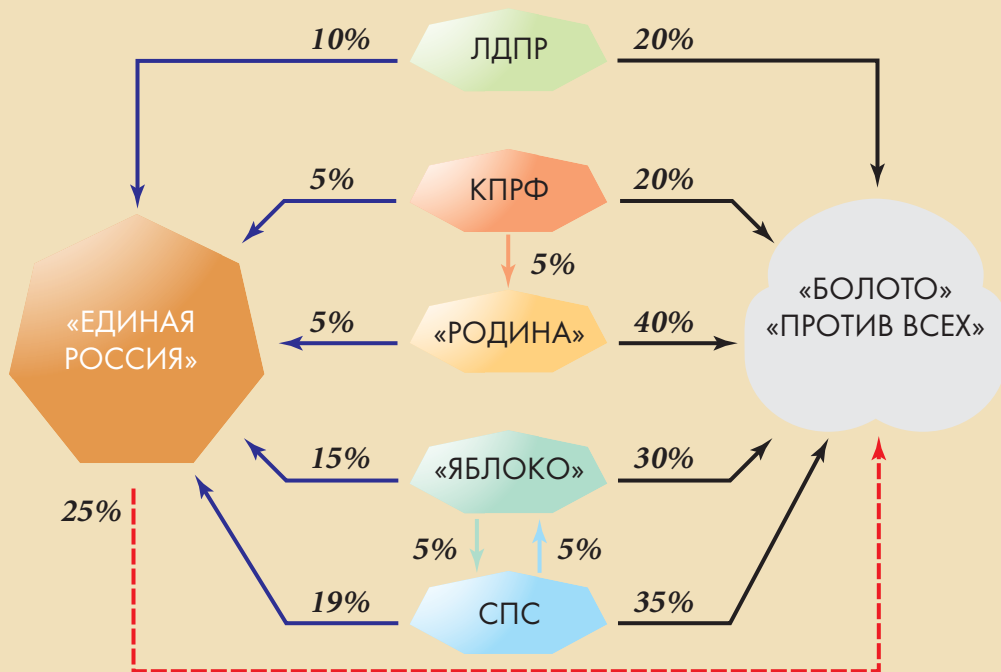 10%
ЛДПР
20%
5%
КПРФ
20%
5%
«ЕДИНАЯ
РОССИЯ»
5%
«РОДИНА»
40%
«БОЛОТО»
«ПРОТИВ ВСЕХ»
15%
«ЯБЛОКО»
30%
25%
5%
5%
19%
СПС
35%